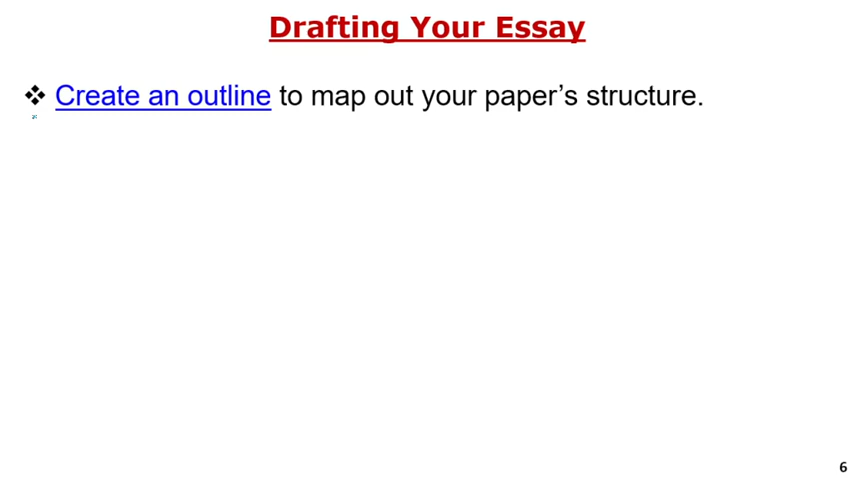 Drafting Your Essay
❖ Create an outline to map out your paper’s structure.
6